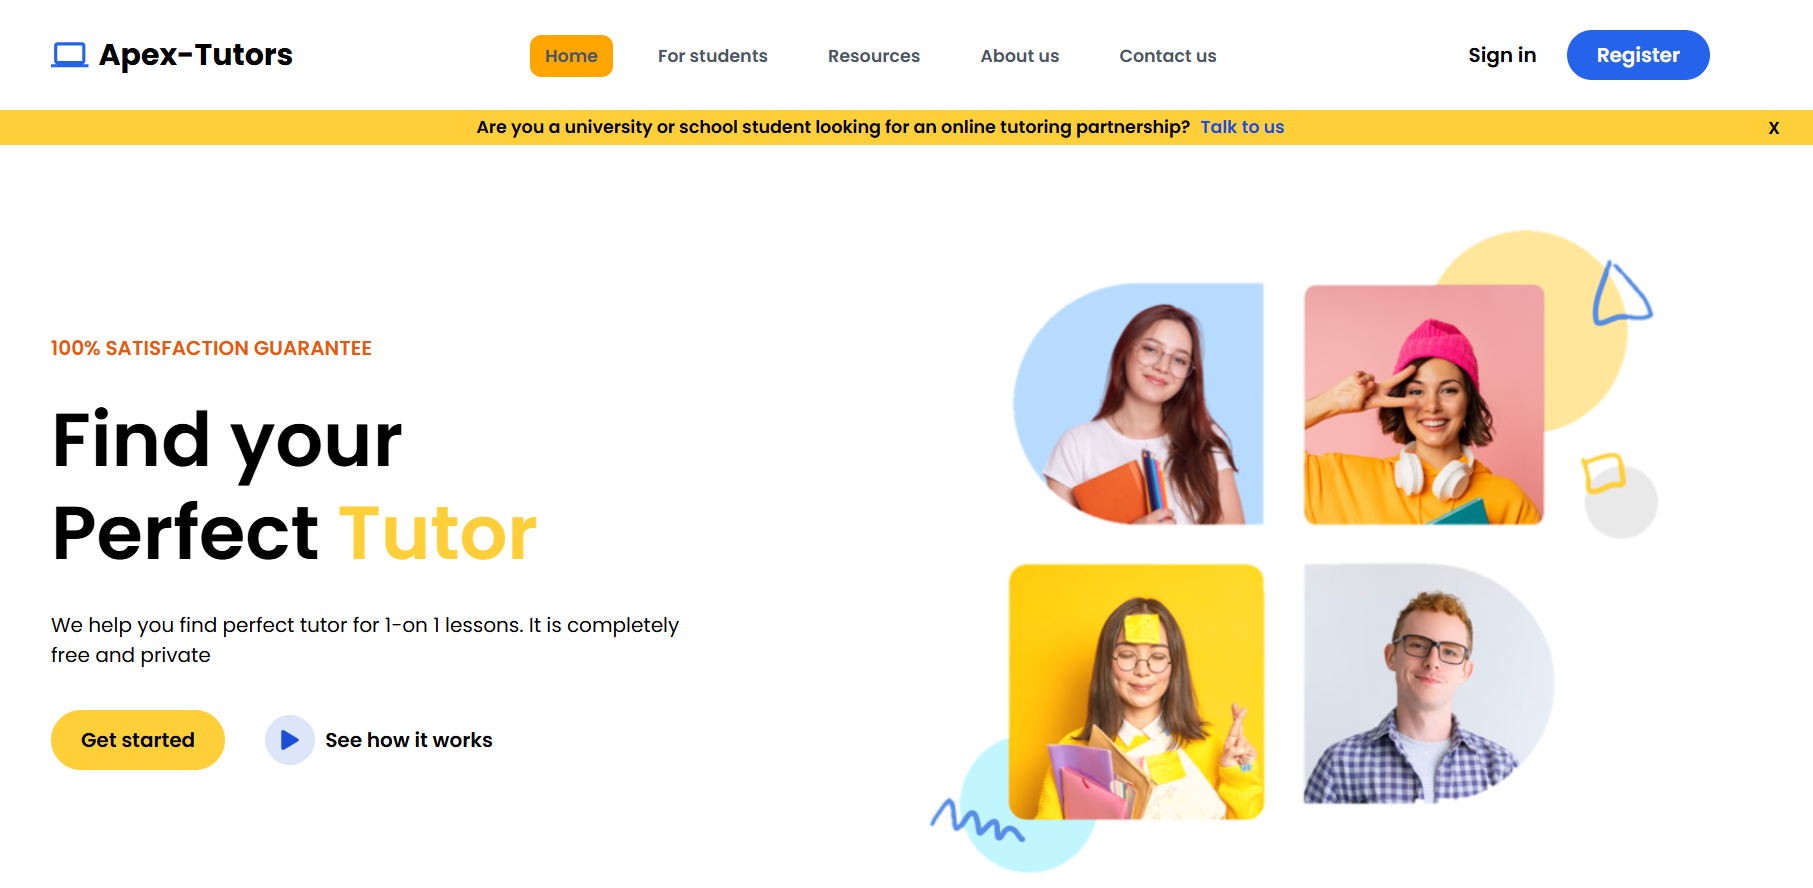 Apex-Tutors
Home
For students
Resources
About us
Contact us
Sign in
Register
Are you a university or school student looking for an online tutoring partnership? Talk to us
X
100% SATISFACTION GUARANTEE
Find your
Perfect Tutor
We help you find perfect tutor for 1-on 1 lessons. It is completely
free and private
Get started
See how it works